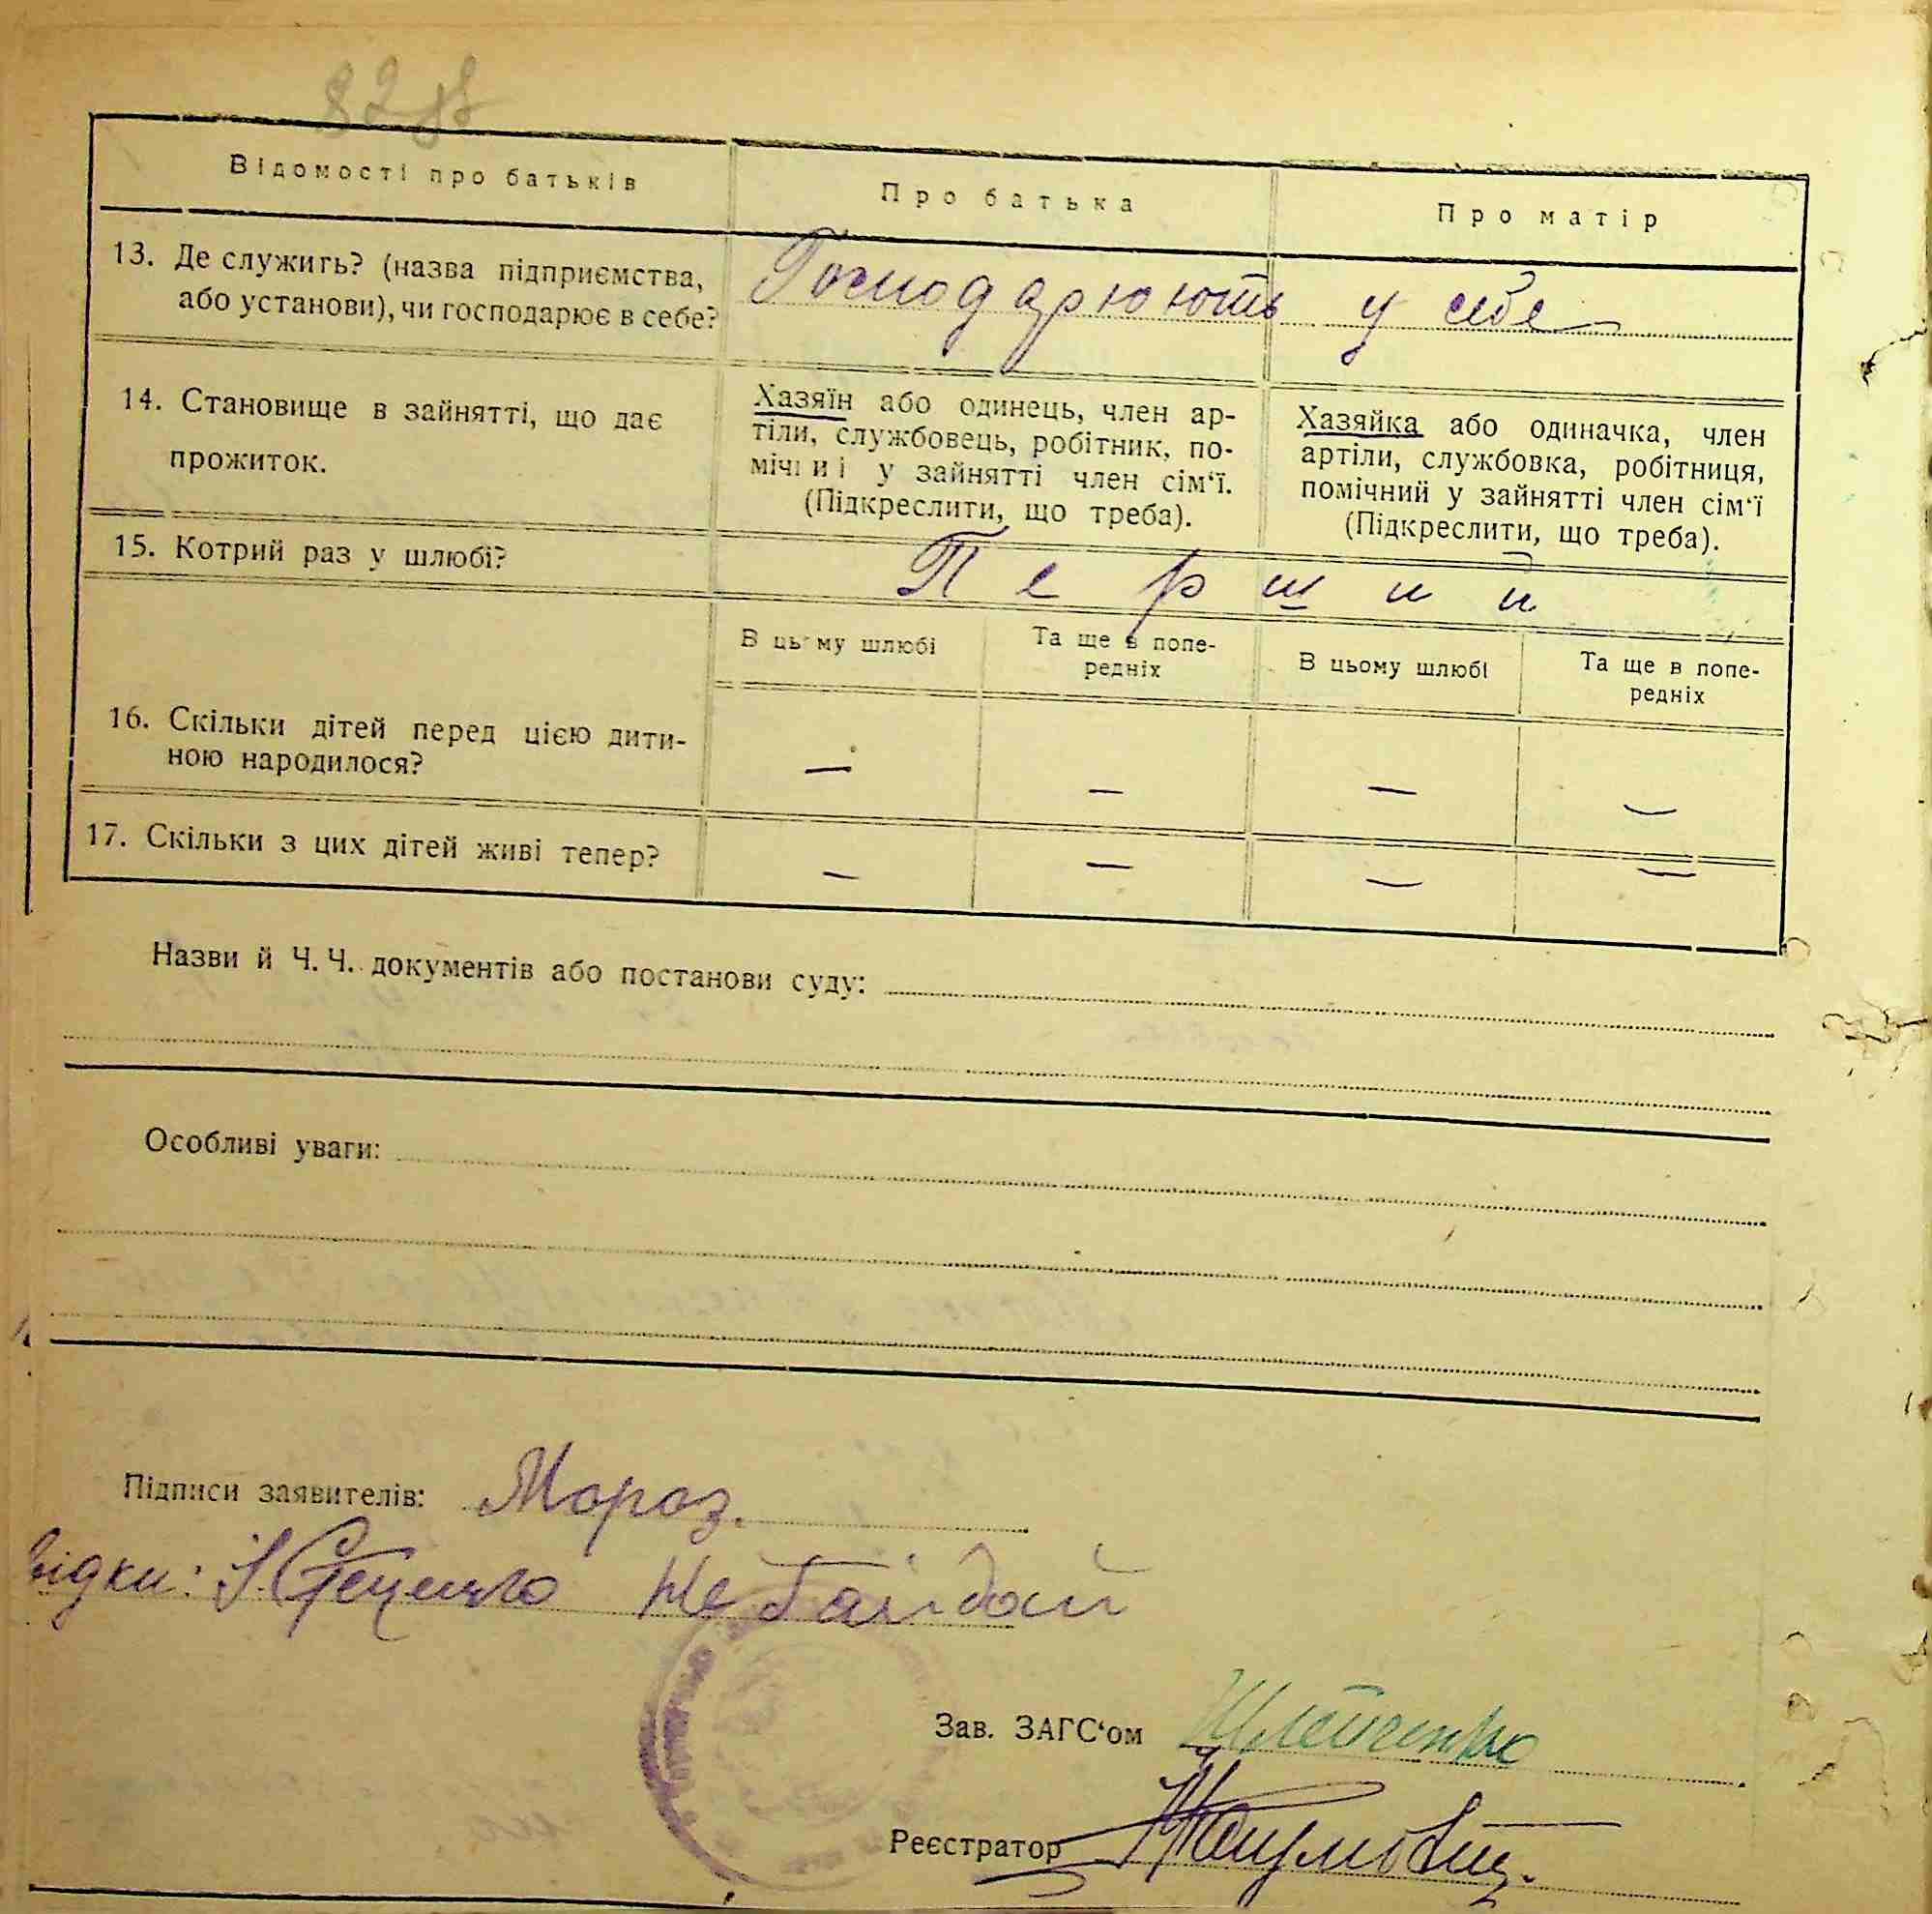 Відомості про батьків
Про батька
Про матір
13. Де служить? (назва підприємства,
або установи), чи господарює в себе?
Господарюють у себе
14. Становище в зайнятті, що дає
прожиток.
Хазяїн або одинець, член ар-
тіли, службовець, робітник, по-
мічний у зайнятті член сім‘ї.
(Підкреслити, що треба).
Хазяйка або одиначка, член
артіли, службовка, робітниця,
помічний у зайнятті член сім‘ї
(Підкреслити, що треба).
15. Котрий раз у шлюбі?
Перший
В цьому шлюбі
Та ще в попе-
редніх
В цьому шлюбі
Та ще в попе-
редніх
16. Скільки дітей перед цією дити-
ною народилося?
— — — —
17. Скільки з цих дітей живі тепер?
— — — —
Назви й Ч. Ч. документів або постанови суду:
Особливі уваги:
Підписи заявителів: Мороз.
відки: І. Стеценко Небайдай
Зав. ЗАГС‘ом
Реєстратор